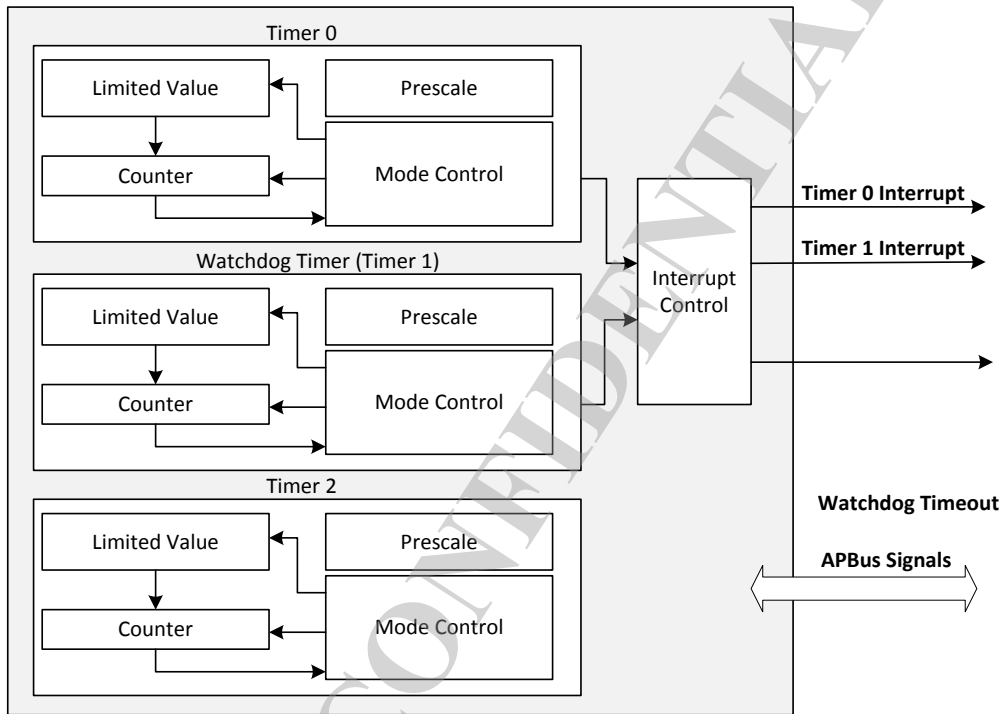 Timer 0
Limited Value
Prescale
Counter
Mode Control
Watchdog Timer (Timer 1)
Limited Value
Prescale
Counter
Mode Control
Timer 2
Limited Value
Prescale
Counter
Mode Control
Interrupt
Control
Timer 0 Interrupt
Timer 1 Interrupt
Watchdog Timeout
APBus Signals
CONFIDENTIAL